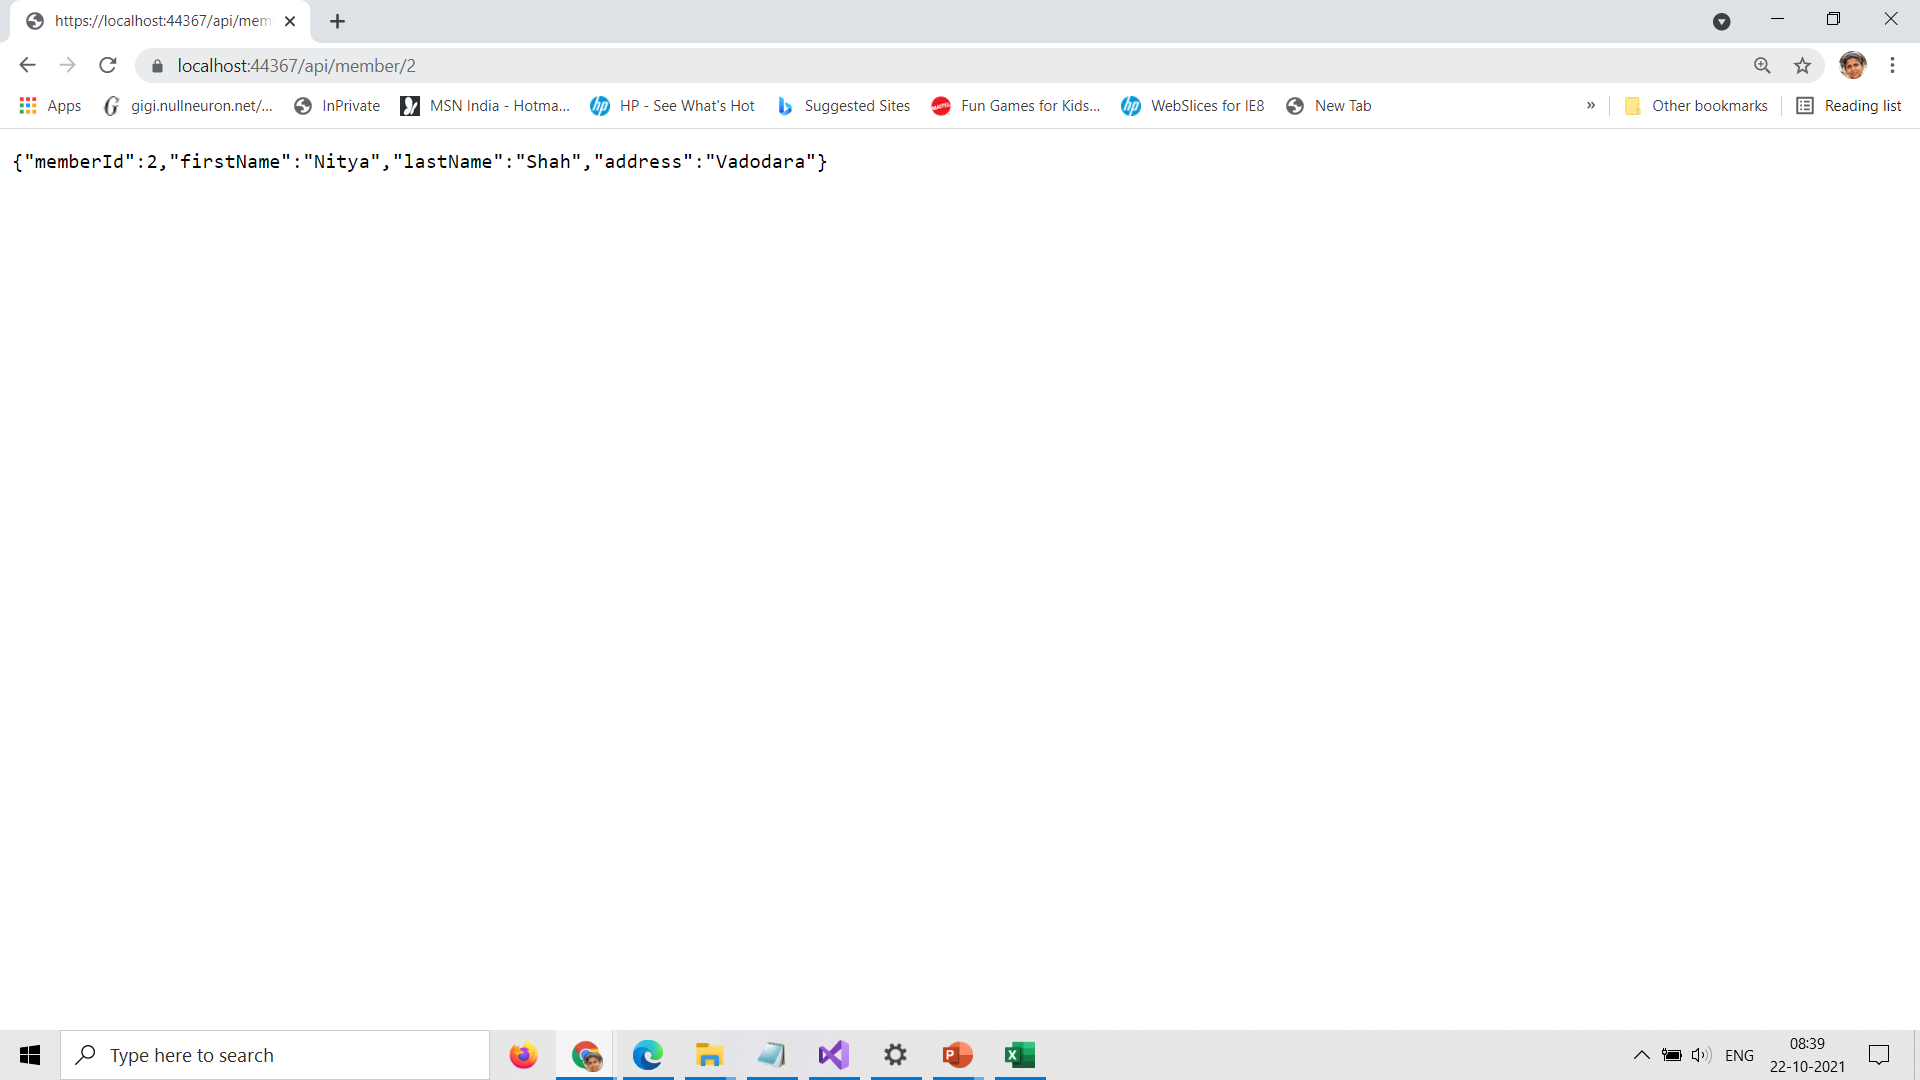 https://localhost:44367/api/mem
localhost:44367/api/member/2
Apps gigi.nullneuron.net/... InPrivate MSN India - Hotma... HP - See What's Hot Suggested Sites Fun Games for Kids... WebSlices for IE8 New Tab » Other bookmarks Reading list
{"memberId":2,"firstName":"Nitya","lastName":"Shah","address":"Vadodara"}
Type here to search
ENG
08:39
22-10-2021